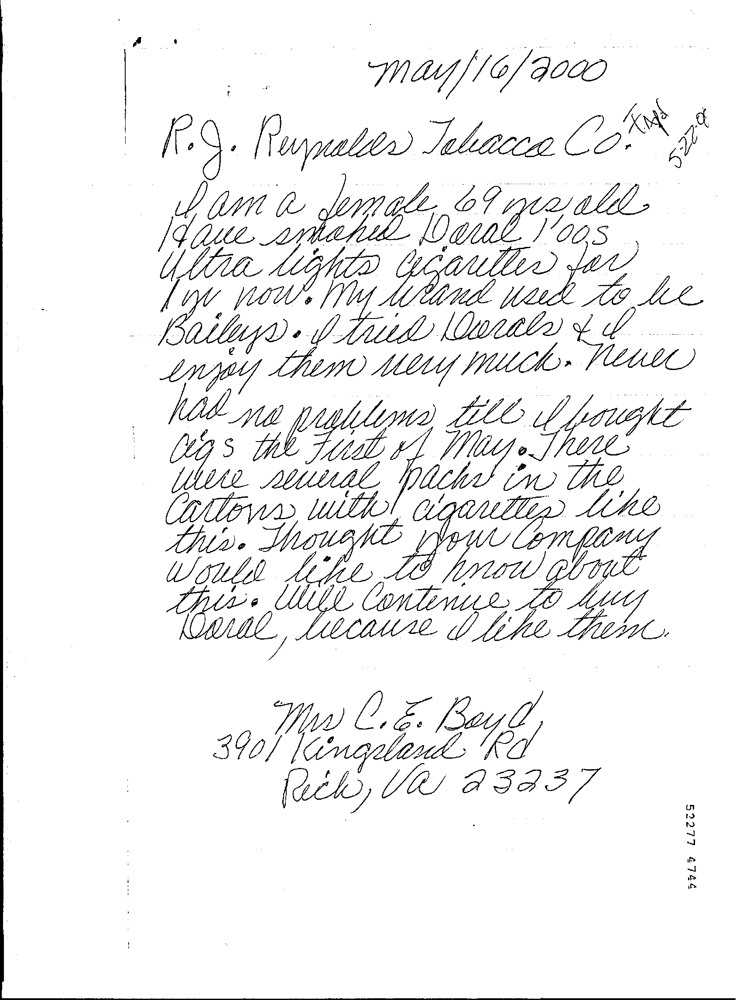 May/16/2000
R.J. Reynolds Tobacco Co.
5-22-0
I am a female 69 yrs old
Have smoked Doral 100s
Ultra lights cigarettes for
1 yr now. My brand used to be
Baileys. I tried Dorals & I
enjoy them very much. Never
had no problems till I bought
cigs the First of May. There
were several packs in the
Cartons with cigarettes like
this. Thought your Company
would like to know about
this. Will Contenue to buy
Doral, because I like them.
Mrs C. E. Boyd,
3901 Kingsland Rd
Rich, VA 23237
52277 4744